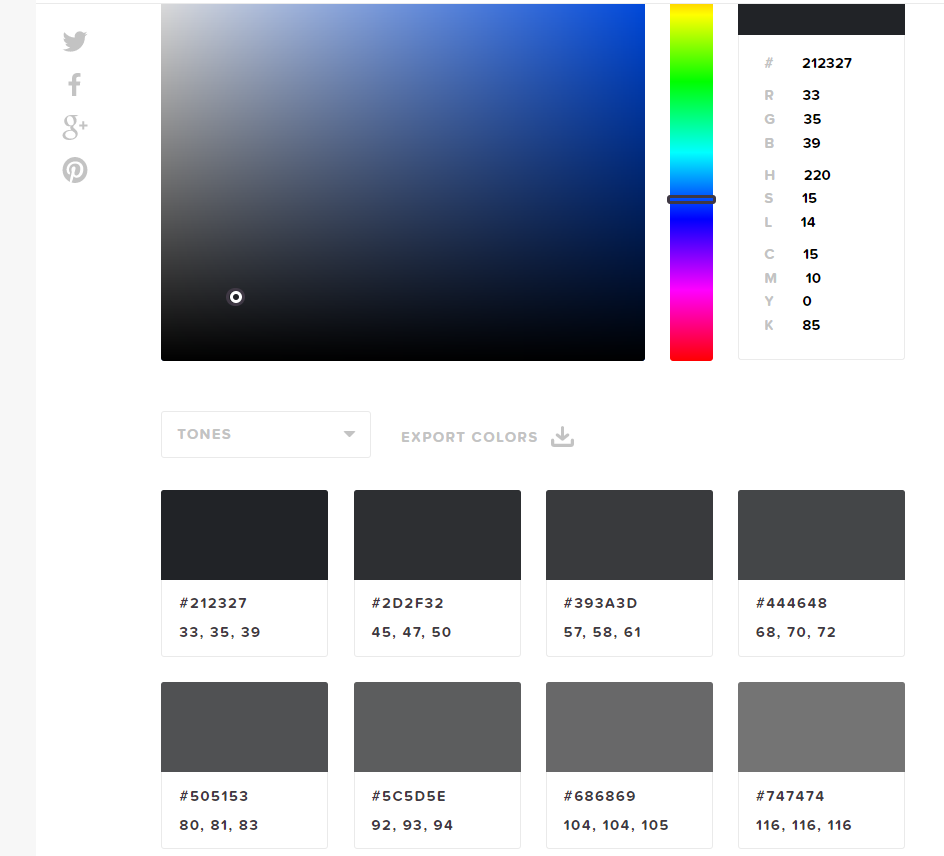 # 212327
R 33
G 35
B 39
H 220
S 15
L 14
C 15
M 10
Y 0
K 85
TONES
EXPORT COLORS
#212327
33, 35, 39
#2D2F32
45, 47, 50
#393A3D
57, 58, 61
#444648
68, 70, 72
#505153
80, 81, 83
#5C5D5E
92, 93, 94
#686869
104, 104, 105
#747474
116, 116, 116